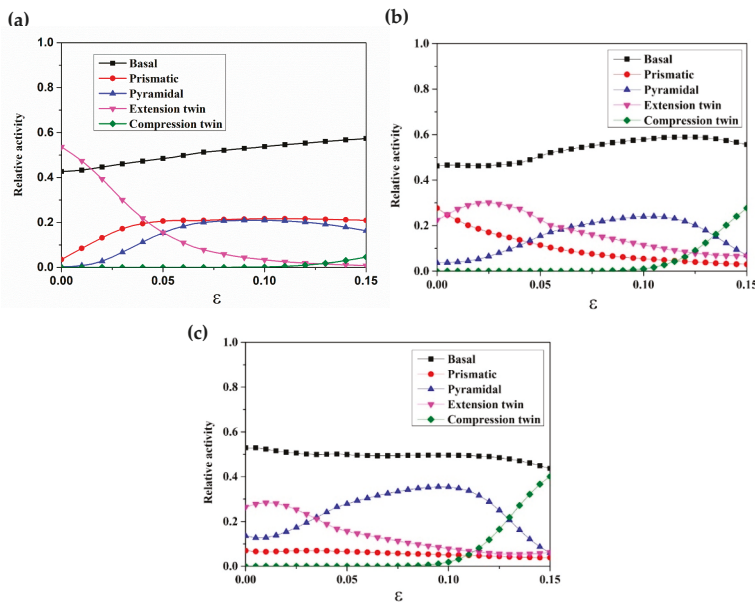 (a)
1.0
0.8
0.6
0.4
0.2
0.0
Relative activity
Basal
Prismatic
Pyramidal
Extension twin
Compression twin
0.00 0.05 0.10 0.15
ε
(b)
1.0
0.8
0.6
0.4
0.2
0.0
Relative activity
Basal
Prismatic
Pyramidal
Extension twin
Compression twin
0.00 0.05 0.10 0.15
ε
(c)
1.0
0.8
0.6
0.4
0.2
0.0
Relative activity
Basal
Prismatic
Pyramidal
Extension twin
Compression twin
0.00 0.05 0.10 0.15
ε